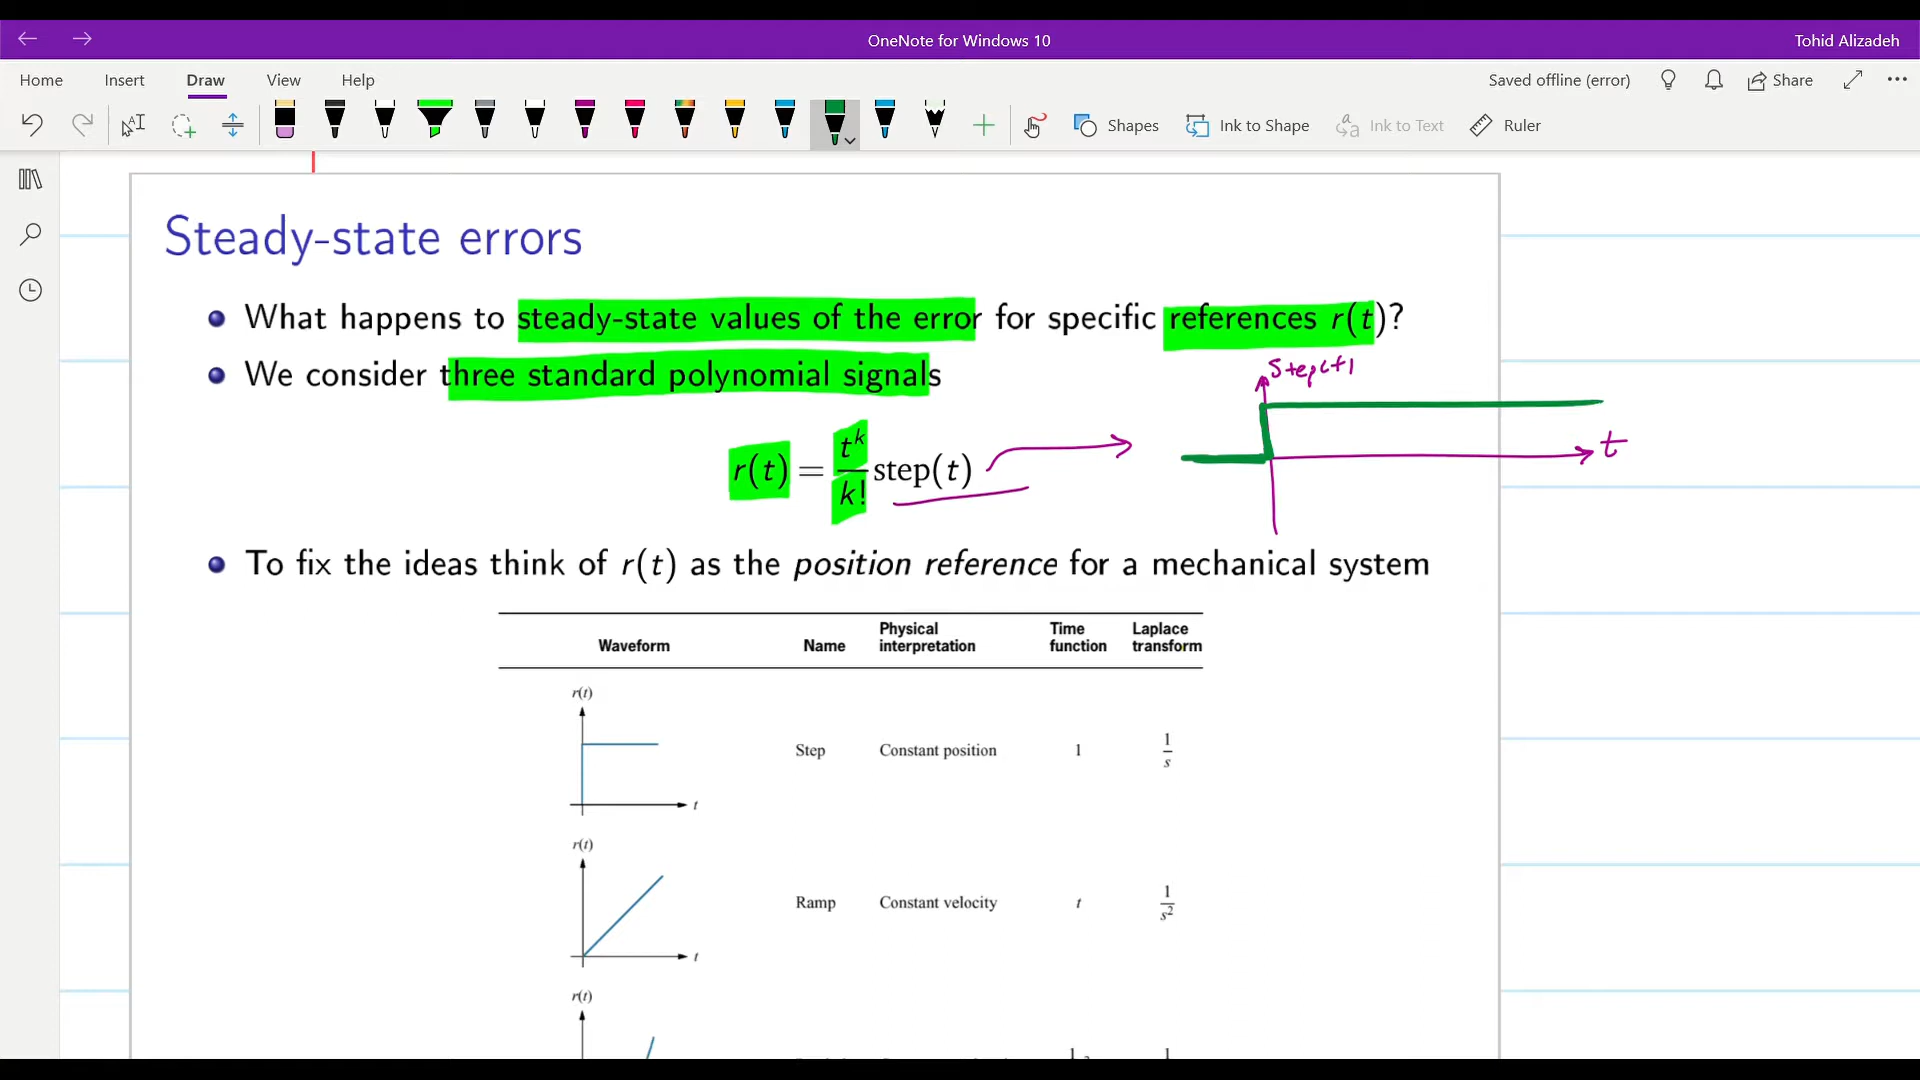 OneNote for Windows 10
Tohid Alizadeh
Home Insert Draw View Help
Saved offline (error) Share
Shapes Ink to Shape Ink to Text Ruler
Steady-state errors
What happens to steady-state values of the error for specific references r(t)?
We consider three standard polynomial signals
step(t)
r(t) = t^k/k! step(t)
t
To fix the ideas think of r(t) as the position reference for a mechanical system
Waveform Name Physical interpretation Time function Laplace transform
r(t)
Step Constant position 1 1/s
t
r(t)
Ramp Constant velocity t 1/s²
t
r(t)